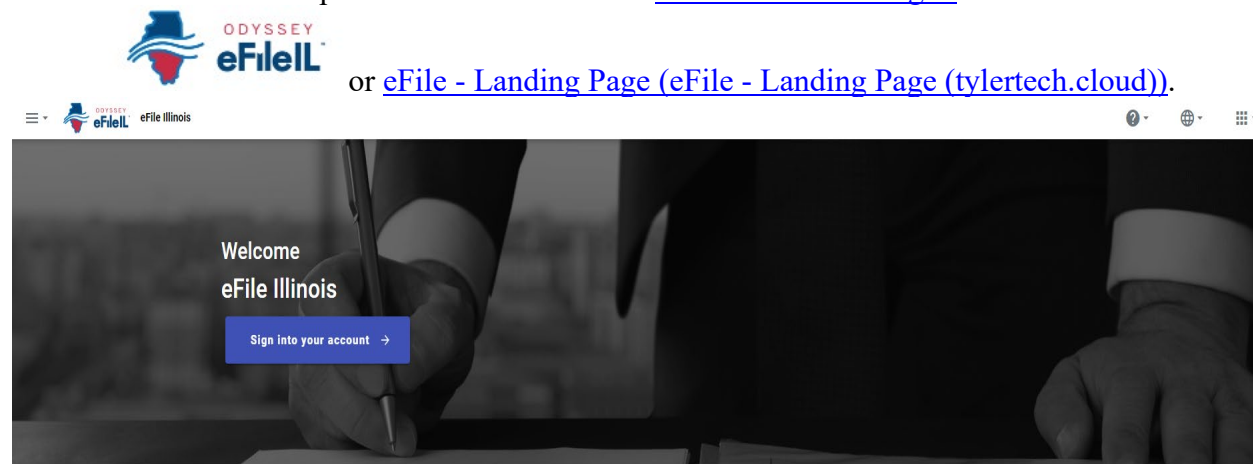 ODYSSEY
eFileIL
or eFile - Landing Page (eFile - Landing Page (tylertech.cloud)).
ODYSSEY
eFileIL eFile Illinois
Welcome
eFile Illinois
Sign into your account →